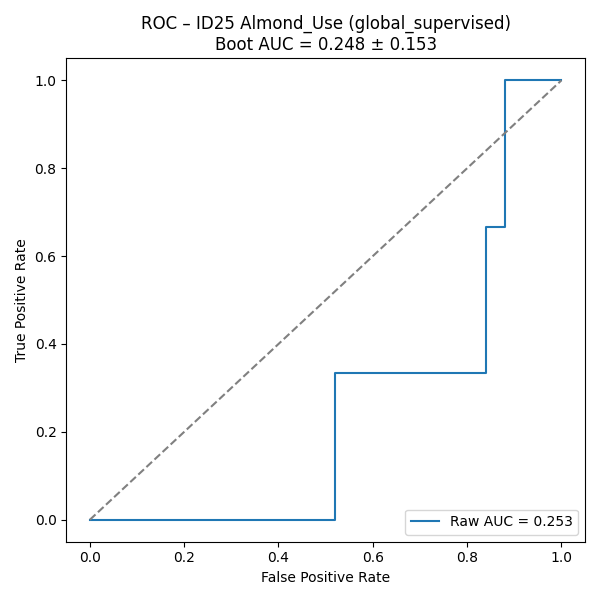 ROC – ID25 Almond_Use (global_supervised)
Boot AUC = 0.248 ± 0.153
1.0
0.8
0.6
0.4
0.2
0.0
True Positive Rate
Raw AUC = 0.253
0.0 0.2 0.4 0.6 0.8 1.0
False Positive Rate